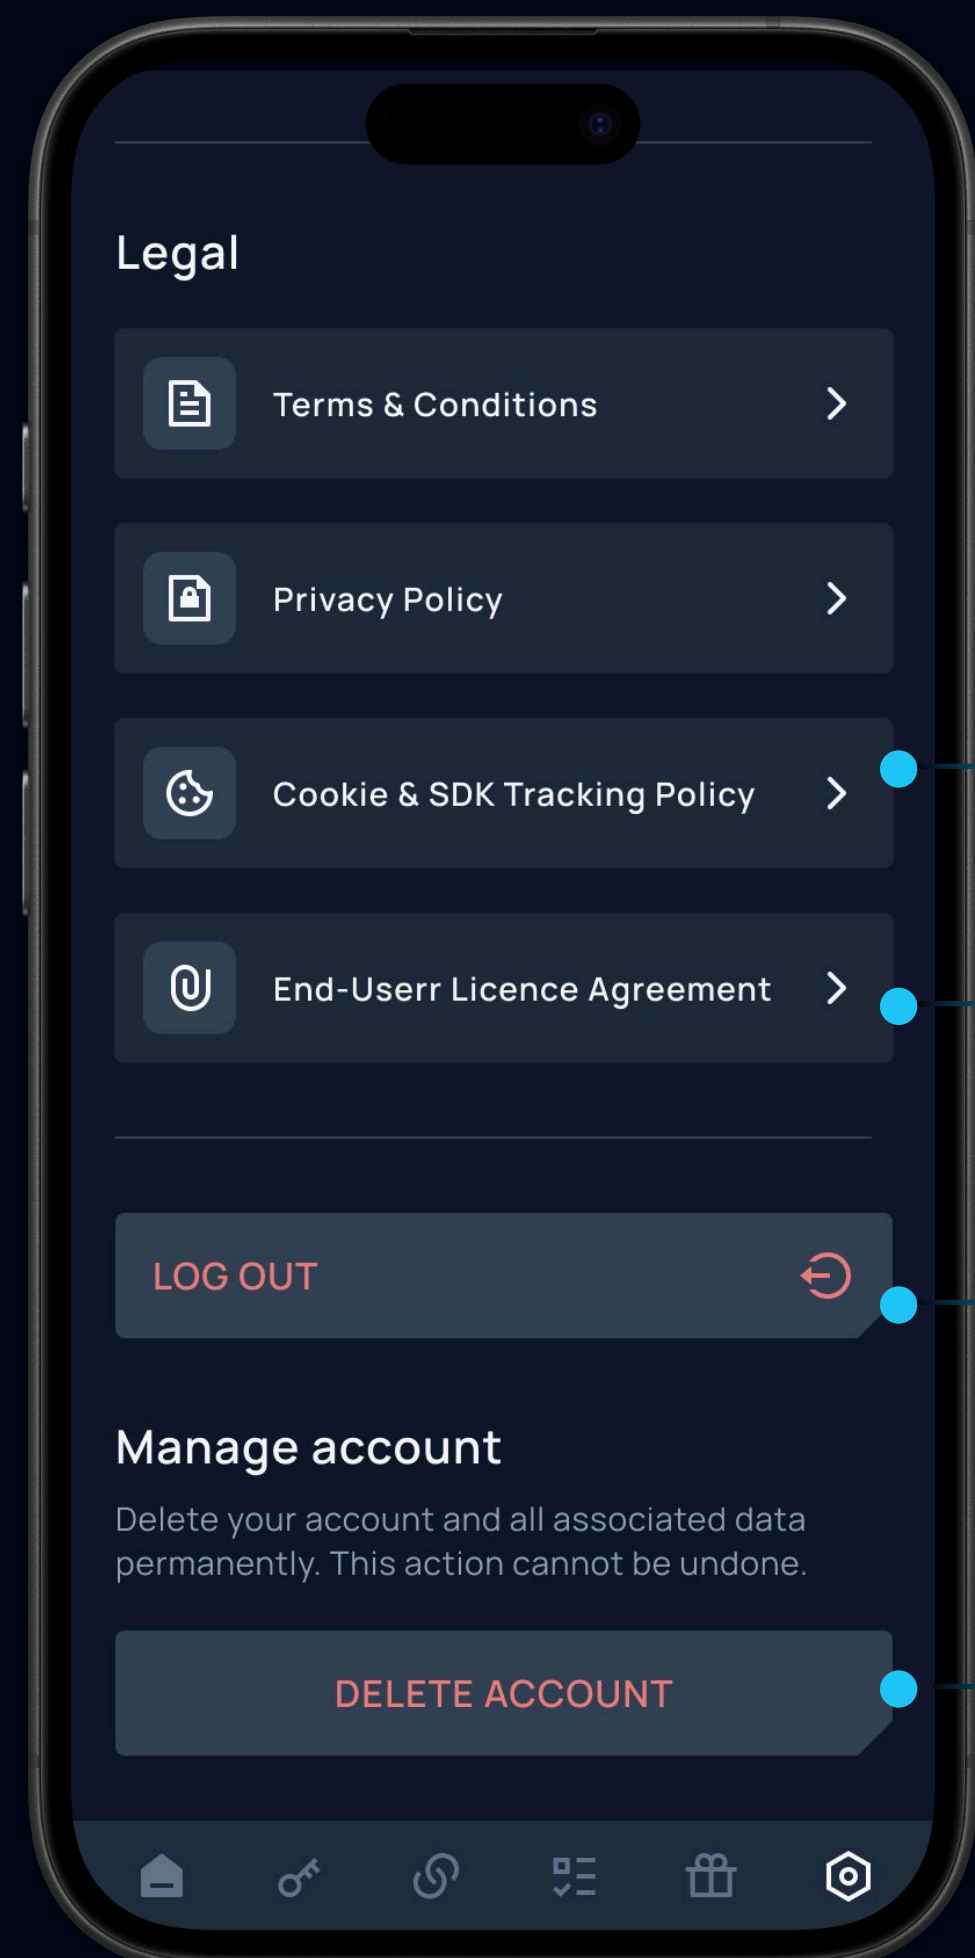 Legal
Terms & Conditions
Privacy Policy
Cookie & SDK Tracking Policy
End-Userr Licence Agreement
LOG OUT
Manage account
Delete your account and all associated data
permanently. This action cannot be undone.
DELETE ACCOUNT